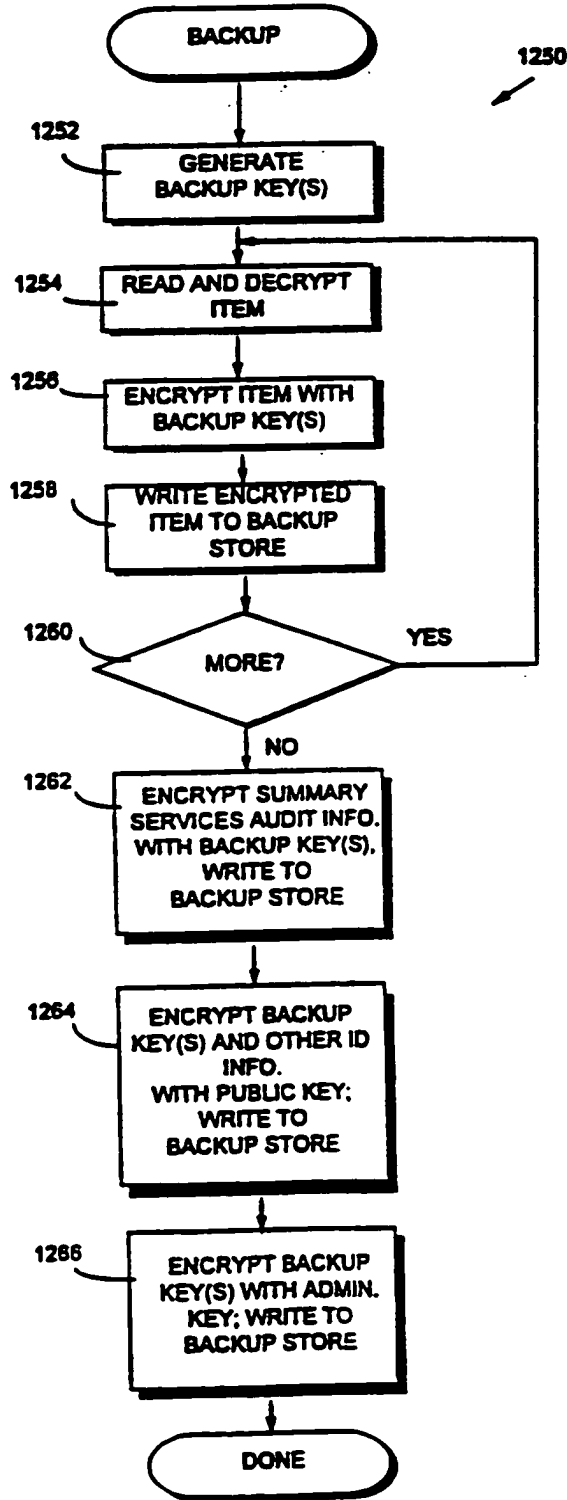 BACKUP
1250
1252
GENERATE
BACKUP KEY(S)
1254
READ AND DECRYPT
ITEM
1256
ENCRYPT ITEM WITH
BACKUP KEY(S)
1258
WRITE ENCRYPTED
ITEM TO BACKUP
STORE
1260
MORE?
YES
NO
1262
ENCRYPT SUMMARY
SERVICES AUDIT INFO.
WITH BACKUP KEY(S),
WRITE TO
BACKUP STORE
1264
ENCRYPT BACKUP
KEY(S) AND OTHER ID
INFO.
WITH PUBLIC KEY;
WRITE TO
BACKUP STORE
1266
ENCRYPT BACKUP
KEY(S) WITH ADMIN.
KEY; WRITE TO
BACKUP STORE
DONE